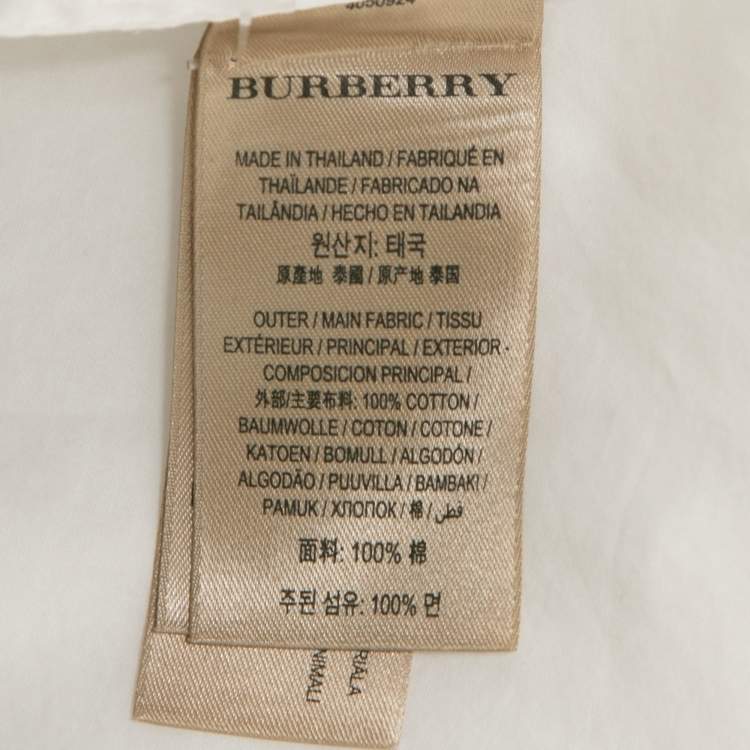 4050924
BURBERRY
MADE IN THAILAND / FABRIQUÉ EN
THAÏLANDE / FABRICADO NA
TAILÂNDIA / HECHO EN TAILANDIA
원산지: 태국
原產地 泰國 / 原产地 泰国
OUTER / MAIN FABRIC / TISSU
EXTÉRIEUR / PRINCIPAL / EXTERIOR -
COMPOSICION PRINCIPAL /
外部/主要布料: 100% COTTON /
BAUMWOLLE / COTON / COTONE /
KATOEN / BOMULL / ALGODÓN /
ALGODÃO / PUUVILLA / BAMBAKI /
PAMUK / ХЛОПОК / 棉 / قطن
面料: 100% 棉
주된 섬유: 100% 면
RIALA
NIMALI